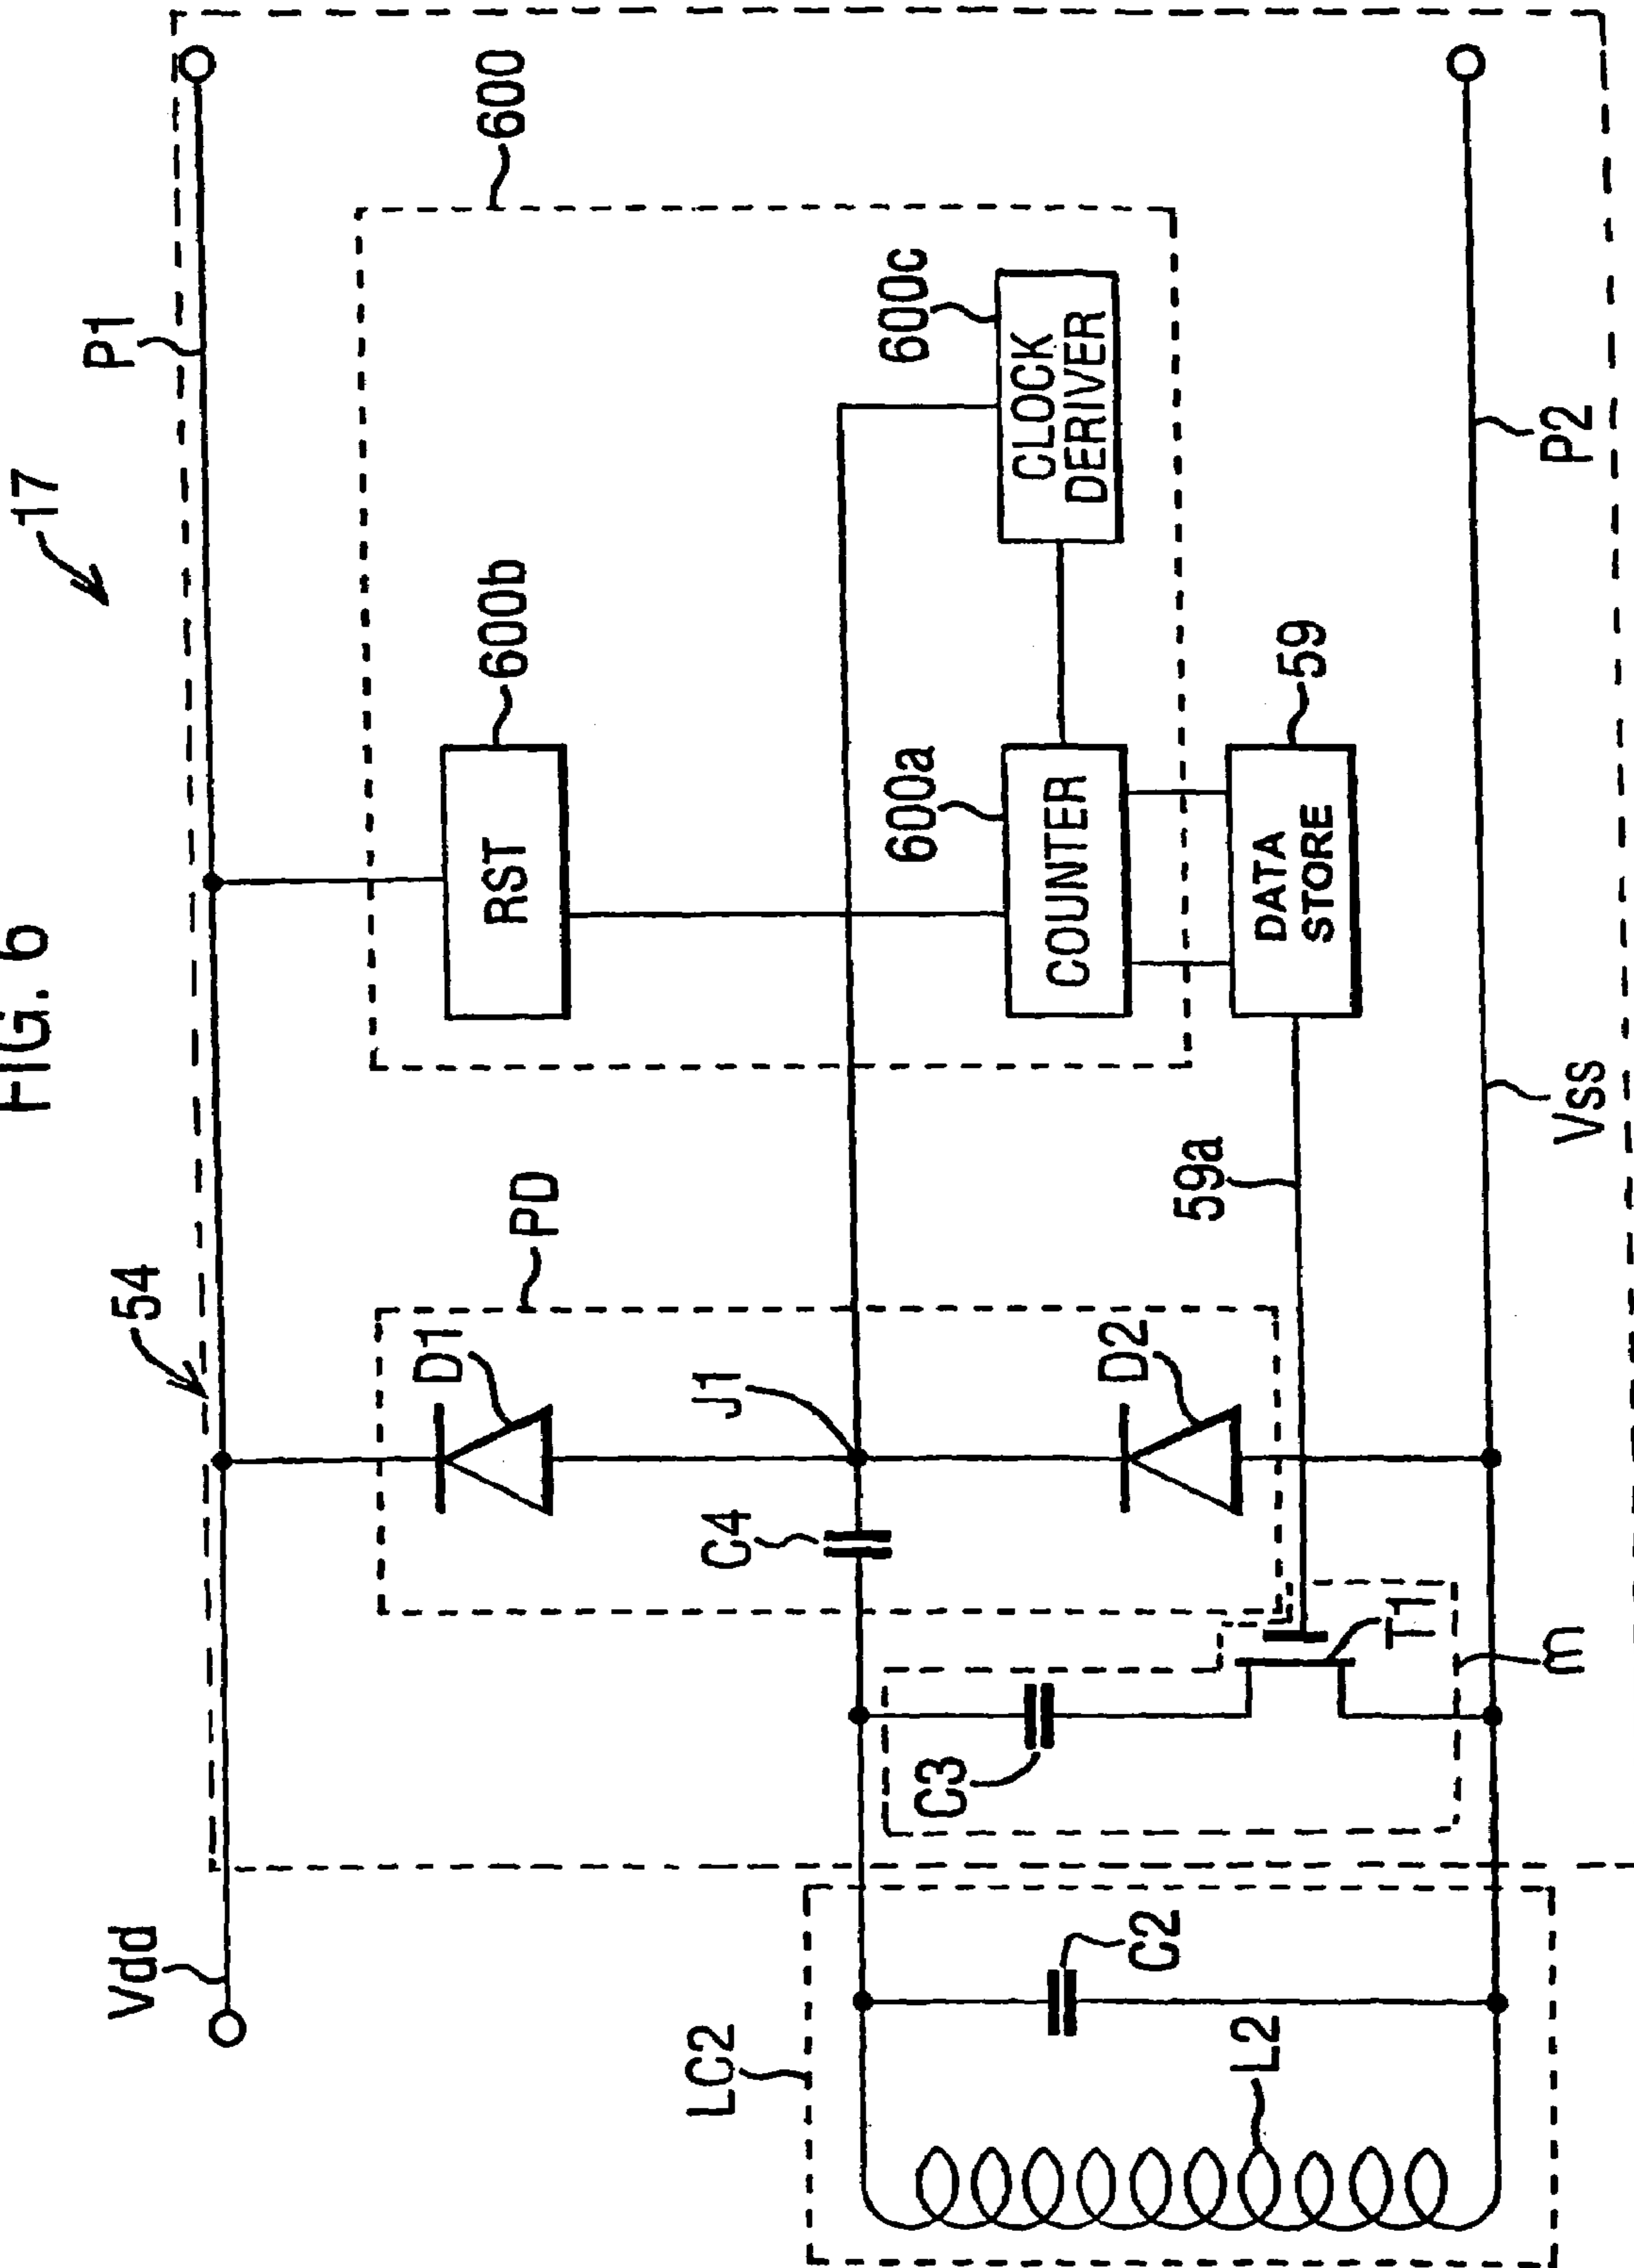 FIG. 6
17
54
P1
Vdd
PD
D1
J1
C4
D2
600
600b
RST
600c
CLOCK
DERIVER
600a
COUNTER
59
DATA
STORE
59a
LC2
C2
L2
C3
T1
m
Vss
P2